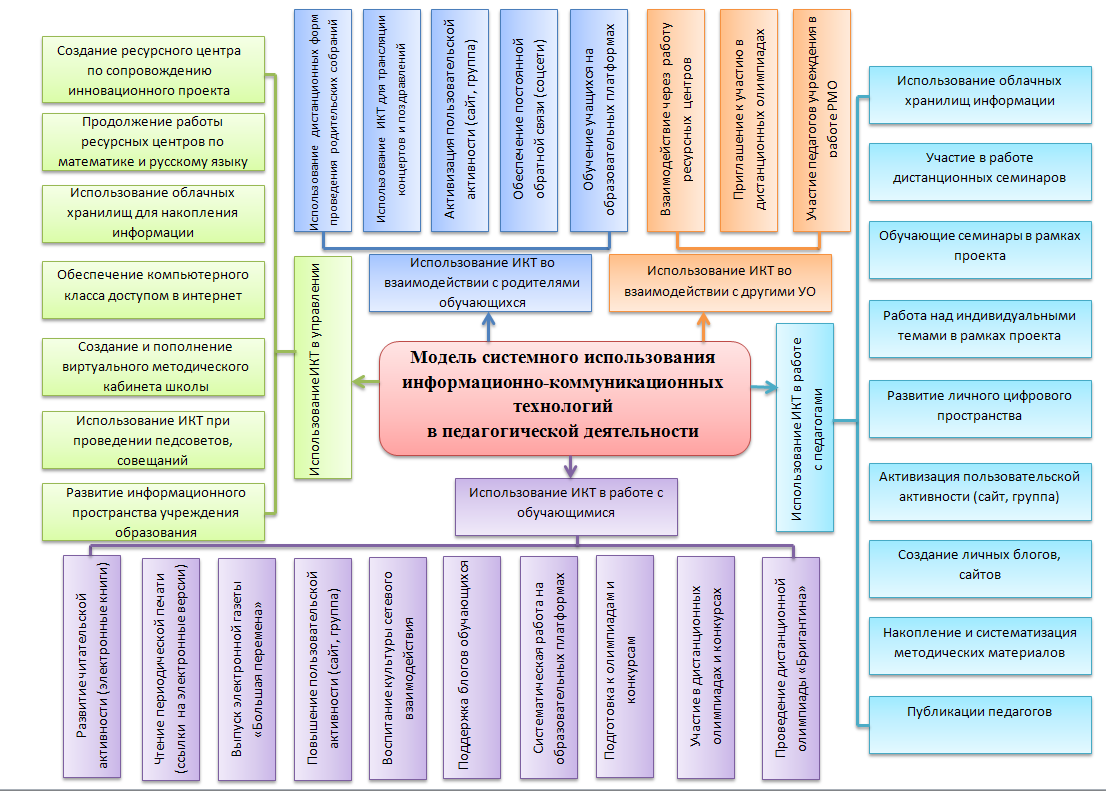 Создание ресурсного центра
по сопровождению
инновационного проекта
Продолжение работы
ресурсных центров по
математике и русскому языку
Использование облачных
хранилищ для накопления
информации
Обеспечение компьютерного
класса доступом в интернет
Создание и пополнение
виртуального методического
кабинета школы
Использование ИКТ при
проведении педсоветов,
совещаний
Развитие информационного
пространства учреждения
образования
Использование ИКТ в управлении
Использование дистанционных форм
проведения родительских собраний
Использование ИКТ для трансляции
концертов и поздравлений
Активизация пользовательской
активности (сайт, группа)
Обеспечение постоянной
обратной связи (соцсети)
Обучение учащихся на
образовательных платформах
Использование ИКТ во
взаимодействии с родителями
обучающихся
Взаимодействие через работу
ресурсных центров
Приглашение к участию в
дистанционных олимпиадах
Участие педагогов учреждения в
работе РМО
Использование ИКТ во
взаимодействии с другими УО
Модель системного использования
информационно-коммуникационных
технологий
в педагогической деятельности
Использование ИКТ в работе
с педагогами
Использование облачных
хранилищ информации
Участие в работе
дистанционных семинаров
Обучающие семинары в рамках
проекта
Работа над индивидуальными
темами в рамках проекта
Развитие личного цифрового
пространства
Активизация пользовательской
активности (сайт, группа)
Создание личных блогов,
сайтов
Накопление и систематизация
методических материалов
Публикации педагогов
Использование ИКТ в работе с
обучающимися
Развитие читательской
активности (электронные книги)
Чтение периодической печати
(ссылки на электронные версии)
Выпуск электронной газеты
«Большая перемена»
Повышение пользовательской
активности (сайт, группа)
Воспитание культуры сетевого
взаимодействия
Поддержка блогов обучающихся
Систематическая работа на
образовательных платформах
Подготовка к олимпиадам и
конкурсам
Участие в дистанционных
олимпиадах и конкурсах
Проведение дистанционной
олимпиады «Бригантина»